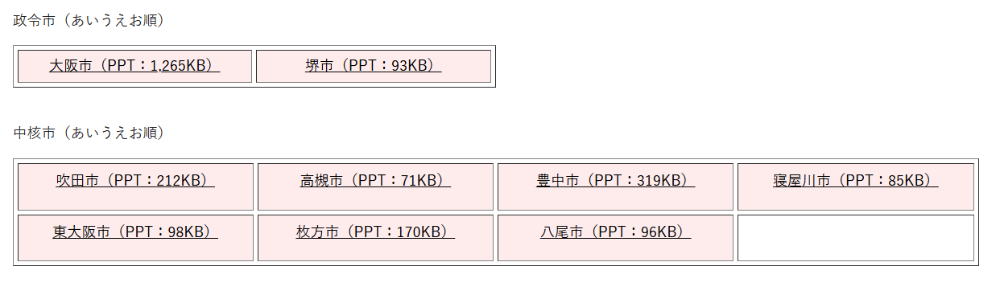 政令市（あいうえお順）
大阪市（PPT：1,265KB） 堺市（PPT：93KB）
中核市（あいうえお順）
吹田市（PPT：212KB） 高槻市（PPT：71KB） 豊中市（PPT：319KB） 寝屋川市（PPT：85KB）
東大阪市（PPT：98KB） 枚方市（PPT：170KB） 八尾市（PPT：96KB）